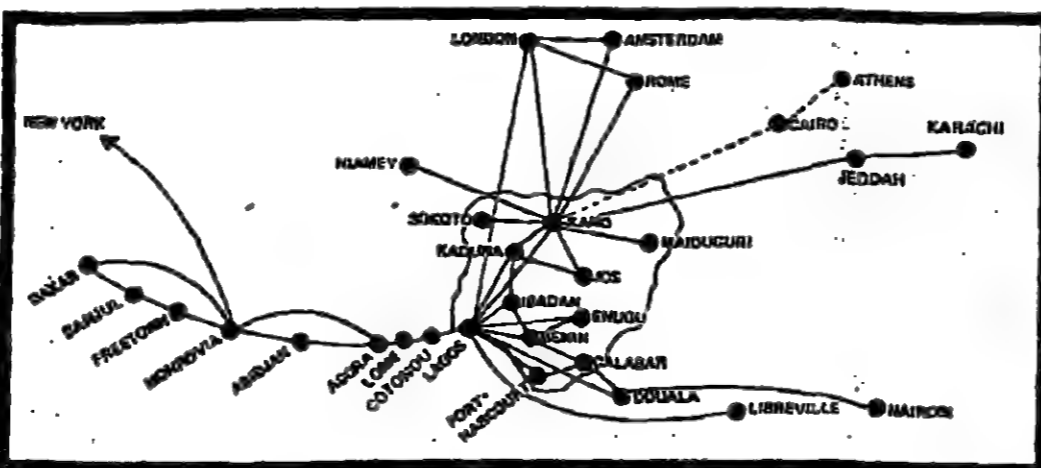 LONDON
AMSTERDAM
ROME
ATHENS
CAIRO
KARACHI
NEW YORK
NIAMEY
JEDDAH
SOKOTO
KANO
KADUNA
MAIDUGURI
JOS
DAKAR
BANJUL
FREETOWN
MONROVIA
ABIDJAN
ACCRA
LOME
COTONOU
LAGOS
IBADAN
ENUGU
BENIN
CALABAR
PORT-
HARCOURT
DOUALA
LIBREVILLE
NAIROBI